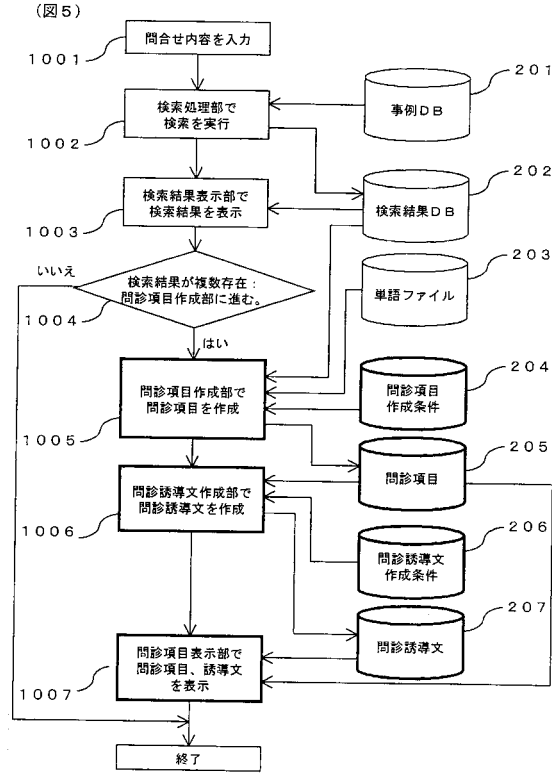 (図5)
問合せ内容を入力
1001
201
事例DB
検索処理部で
検索を実行
1002
202
検索結果DB
検索結果表示部で
検索結果を表示
1003
203
単語ファイル
いいえ
検索結果が複数存在：
問診項目作成部に進む。
1004
はい
204
問診項目
作成条件
問診項目作成部で
問診項目を作成
1005
205
問診項目
問診誘導文作成部で
問診誘導文を作成
1006
206
問診誘導文
作成条件
207
問診誘導文
問診項目表示部で
問診項目、誘導文
を表示
1007
終了